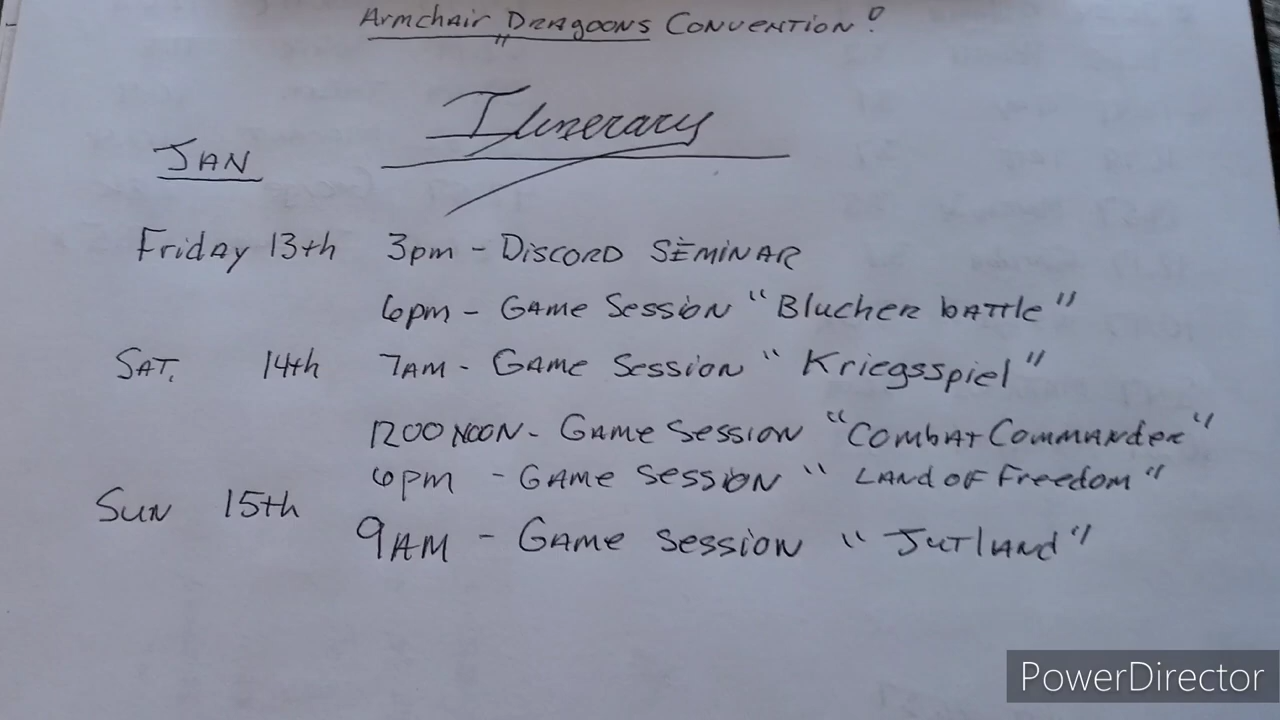 Armchair Dragoons Convention!
Itinerary
JAN
Friday 13th 3pm - Discord SEMINAR
6pm - Game Session "Blucher battle"
SAT. 14th 7AM - Game Session "Kriegsspiel"
1200 NOON - Game Session "Combat Commander"
6pm - Game Session "Land of Freedom"
Sun 15th
9AM - Game Session "Jutland"
PowerDirector